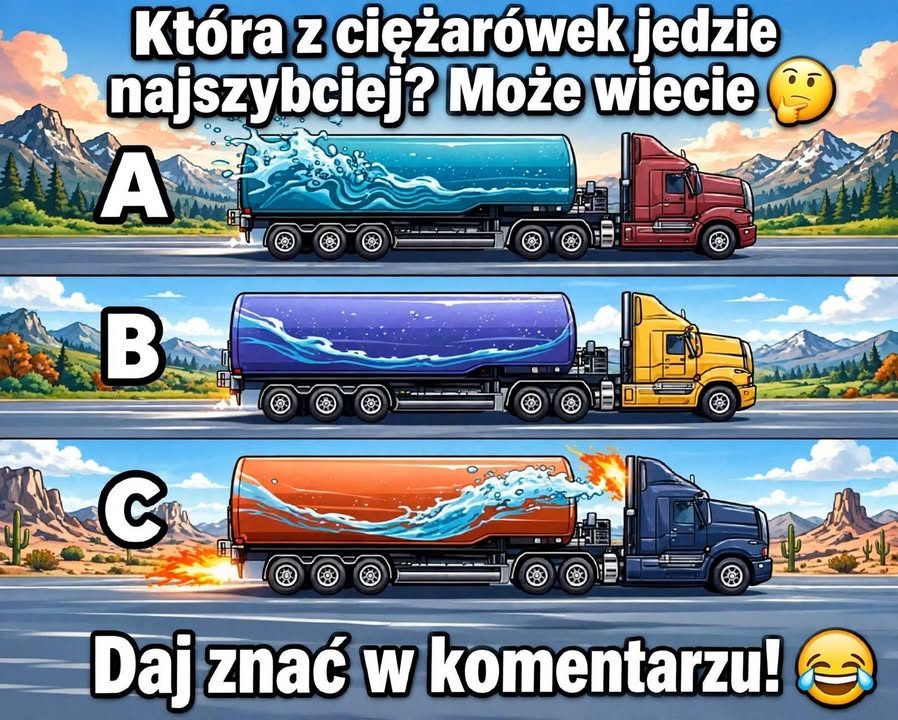 Która z ciężarówek jedzie
najszybciej? Może wiecie 🤔
A
B
C
Daj znać w komentarzu! 😂